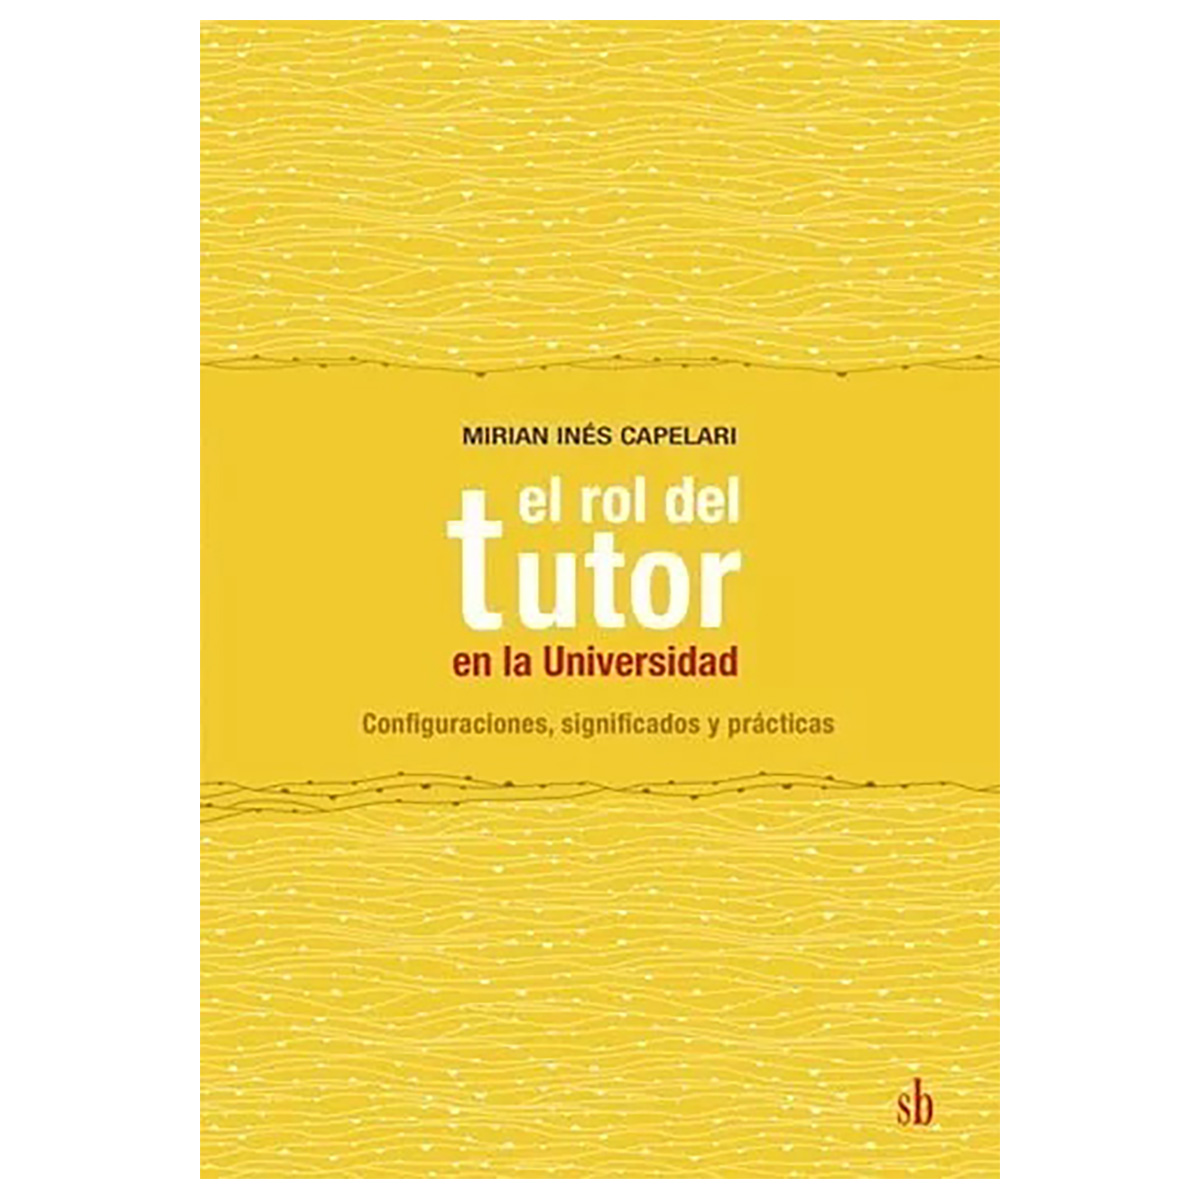 MIRIAN INÉS CAPELARI
el rol del
tutor
en la Universidad
Configuraciones, significados y prácticas
sb